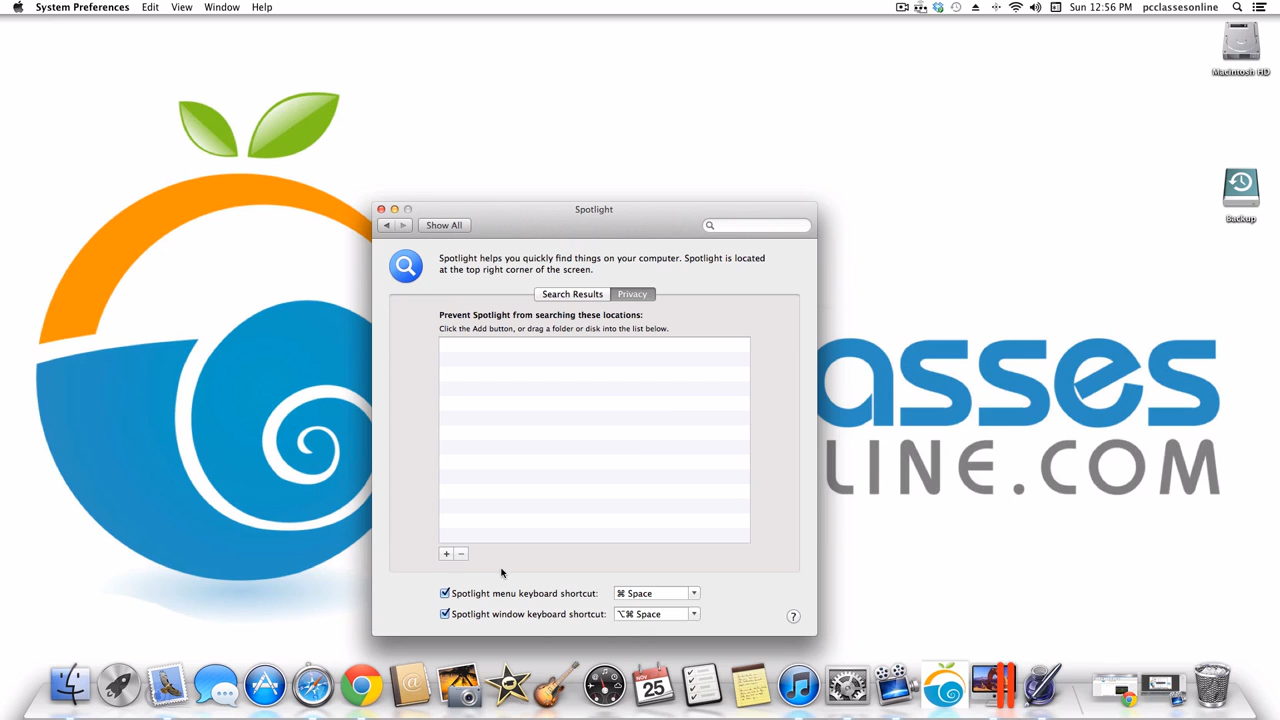 System Preferences Edit View Window Help
Sun 12:56 PM pcclassesonline
Macintosh HD
Backup
Spotlight
Show All
Spotlight helps you quickly find things on your computer. Spotlight is located
at the top right corner of the screen.
Search Results Privacy
Prevent Spotlight from searching these locations:
Click the Add button, or drag a folder or disk into the list below.
+ −
Spotlight menu keyboard shortcut: ⌘ Space
Spotlight window keyboard shortcut: ⌥⌘ Space
?
asses
LINE.COM
NOV
25